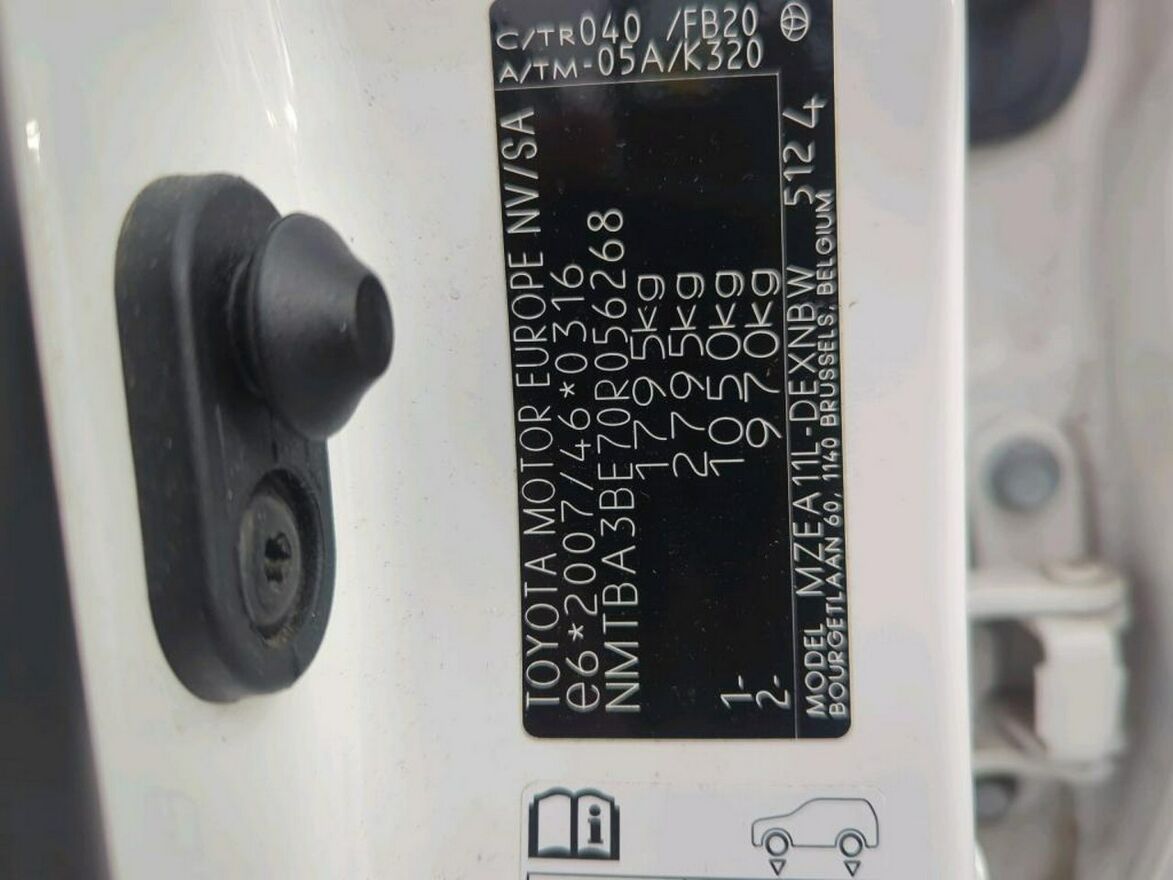 TOYOTA MOTOR EUROPE NV/SA
e6*2007/46*0316
NMTBA3BE70R056268
1795kg
2795kg
1- 1050kg
2- 970kg
MODEL MZEA11L-DEXNBW 5124
BOURGETLAAN 60, 1140 BRUSSELS, BELGIUM
C/TR040 /FB20
A/TM-05A/K320
i